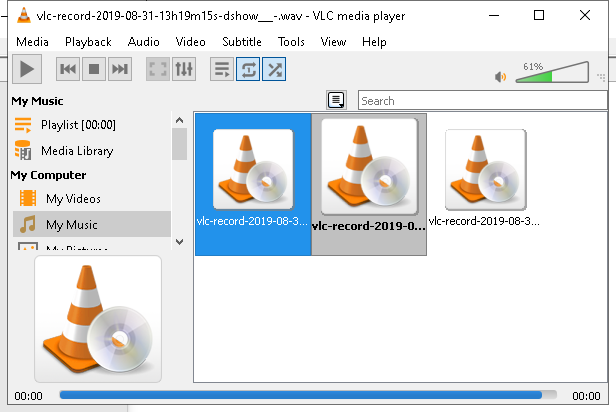 vlc-record-2019-08-31-13h19m15s-dshow__-.wav - VLC media player
Media Playback Audio Video Subtitle Tools View Help
61%
My Music
Search
Playlist [00:00]
Media Library
My Computer
My Videos
My Music
My Pictures
vlc-record-2019-08-3...
vlc-record-2019-0...
vlc-record-2019-08-3...
00:00
00:00